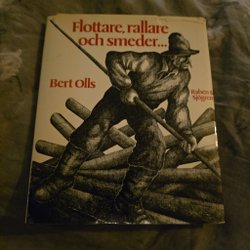 Flottare, rallare
och smeder...
Bert Olls
Rabén &
Sjögren